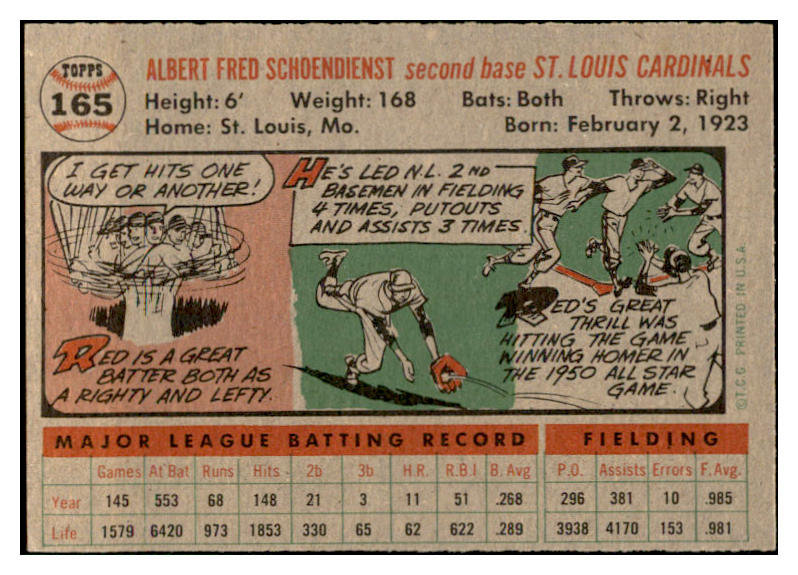 TOPPS
165
ALBERT FRED SCHOENDIENST second base ST. LOUIS CARDINALS
Height: 6' Weight: 168 Bats: Both Throws: Right
Home: St. Louis, Mo. Born: February 2, 1923
I GET HITS ONE
WAY OR ANOTHER!
RED IS A GREAT
BATTER BOTH AS
A RIGHTY AND LEFTY.
HE'S LED N.L. 2ND
BASEMEN IN FIELDING
4 TIMES, PUTOUTS
AND ASSISTS 3 TIMES.
RED'S GREAT
THRILL WAS
HITTING THE GAME
WINNING HOMER IN
THE 1950 ALL STAR
GAME.
2
©T.C.G. PRINTED IN U.S.A.
MAJOR LEAGUE BATTING RECORD FIELDING
Games At Bat Runs Hits 2b 3b H.R. R.B.I B. Avg P.O. Assists Errors F. Avg.
Year 145 553 68 148 21 3 11 51 .268 296 381 10 .985
Life 1579 6420 973 1853 330 65 62 622 .289 3938 4170 153 .981